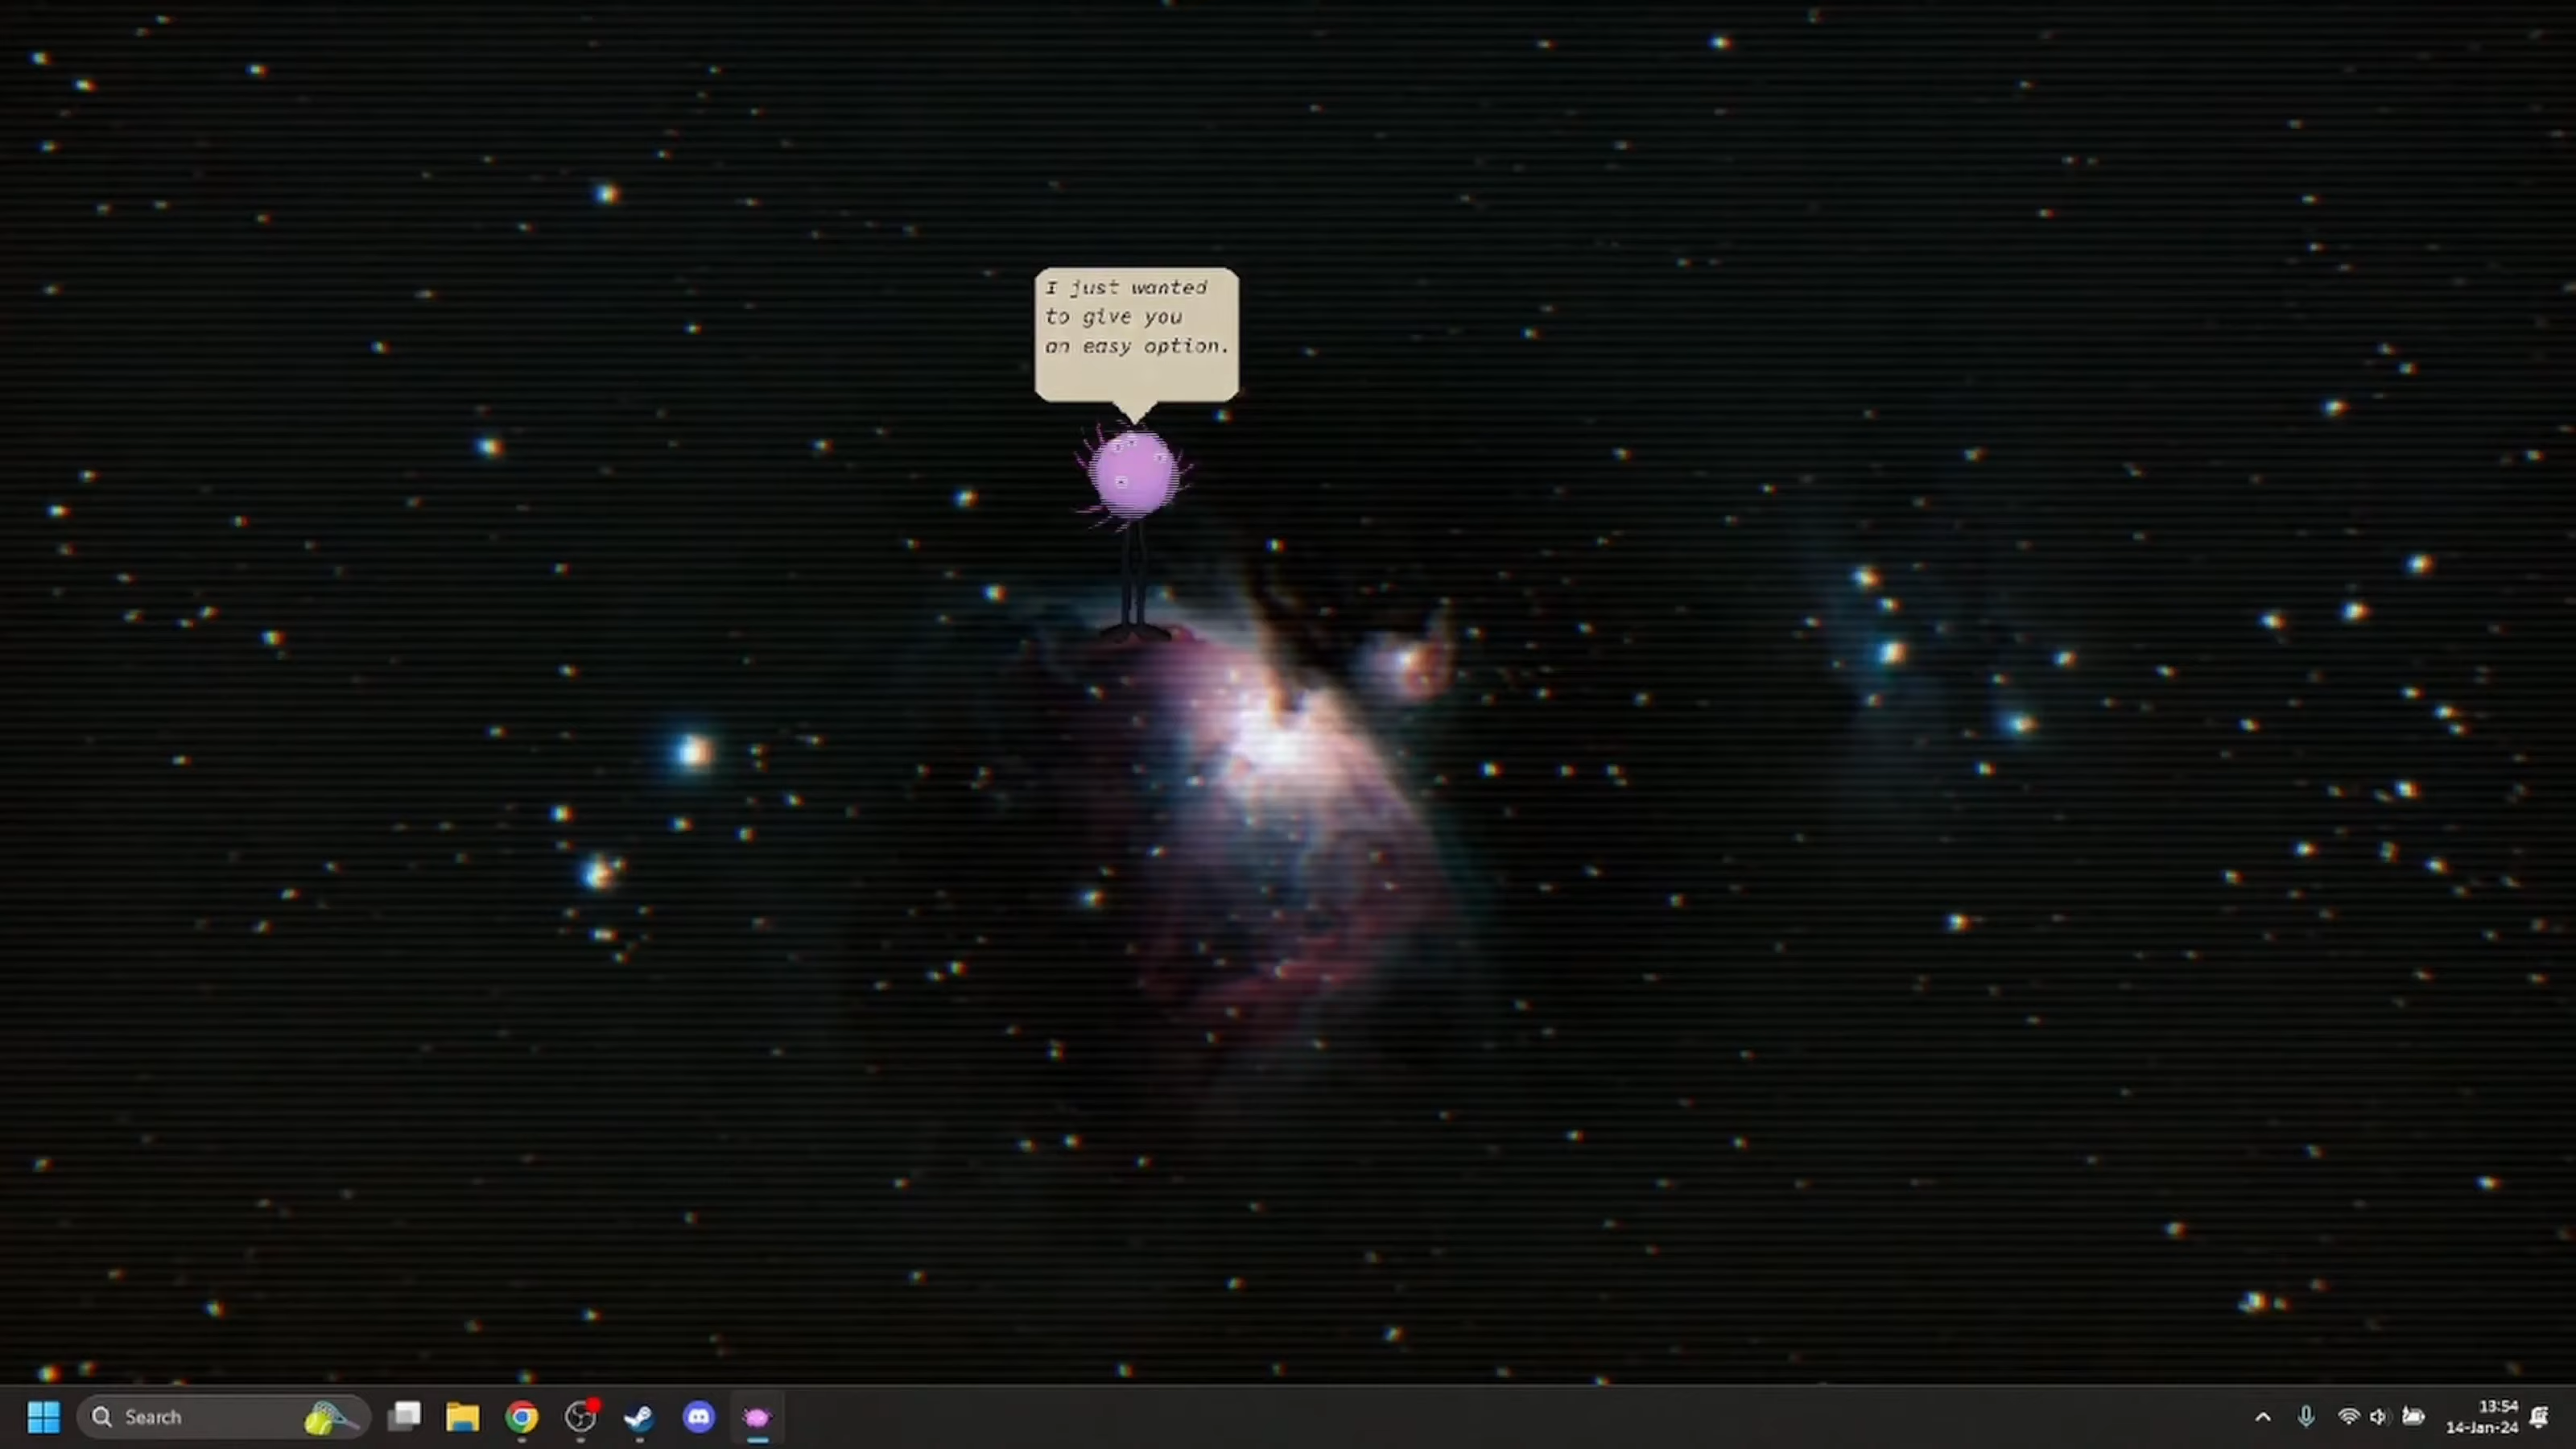 I just wanted
to give you
an easy option.
Search
13:54
14-Jan-24